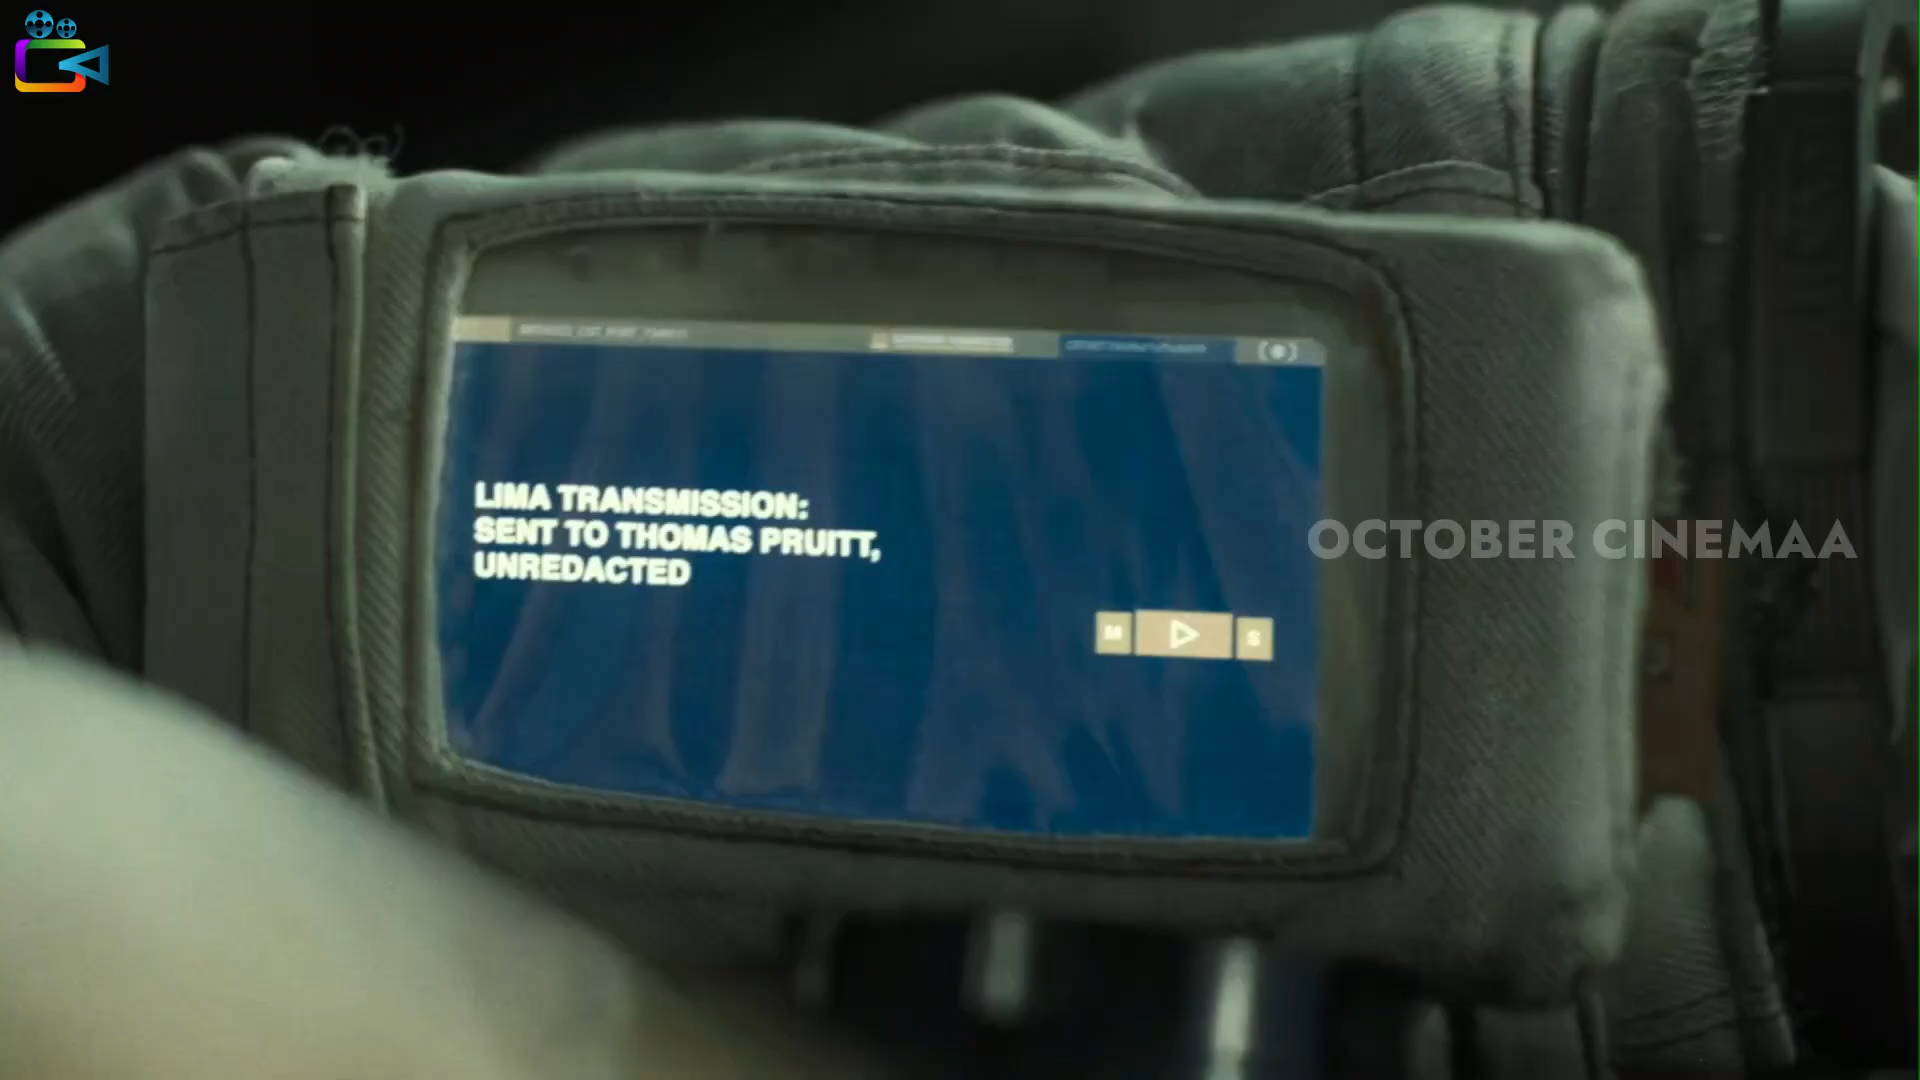 LIMA TRANSMISSION:
SENT TO THOMAS PRUITT,
UNREDACTED
OCTOBER CINEMAA
M
S